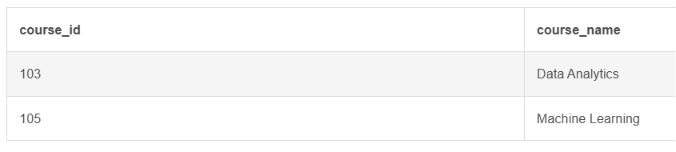 course_id course_name
103 Data Analytics
105 Machine Learning